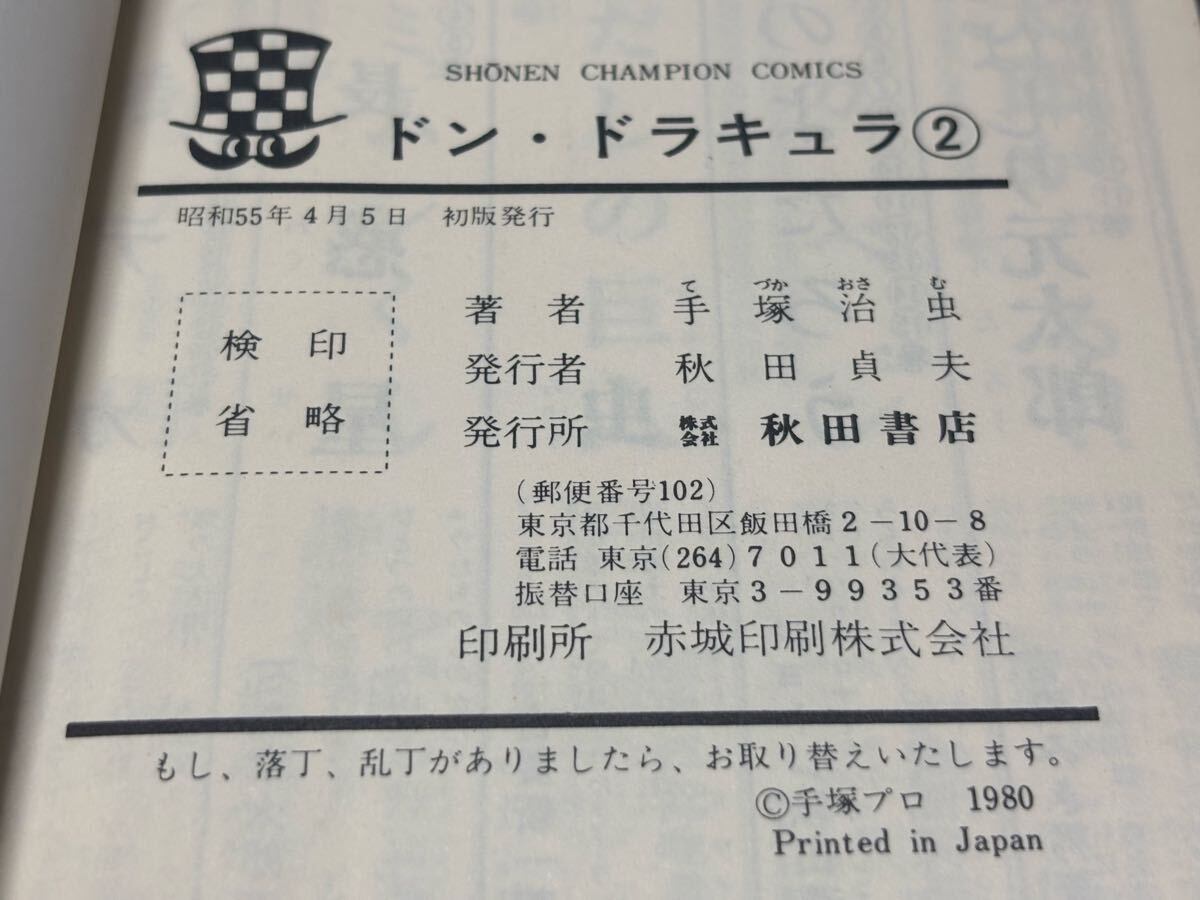 SHŌNEN CHAMPION COMICS
ドン・ドラキュラ②
昭和55年4月5日 初版発行
検印
省略
著者 手塚治虫
てづかおさむ
発行者 秋田貞夫
発行所 株式会社 秋田書店
(郵便番号102)
東京都千代田区飯田橋2-10-8
電話 東京(264)7011(大代表)
振替口座 東京3-99353番
印刷所 赤城印刷株式会社
もし、落丁、乱丁がありましたら、お取り替えいたします。
©手塚プロ 1980
Printed in Japan